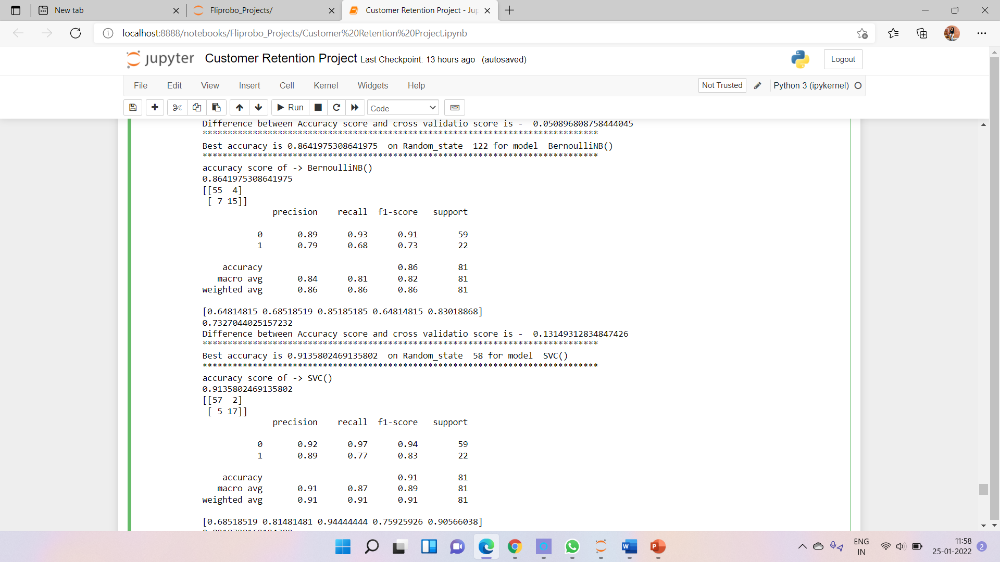 New tab
Fliprobo_Projects/
Customer Retention Project - Jup
localhost:8888/notebooks/Fliprobo_Projects/Customer%20Retention%20Project.ipynb
jupyter Customer Retention Project Last Checkpoint: 13 hours ago (autosaved)
Logout
File Edit View Insert Cell Kernel Widgets Help
Not Trusted
Python 3 (ipykernel)
Run
Code
Difference between Accuracy score and cross validatio score is - 0.050896808758444045
*******************************************************************************
Best accuracy is 0.8641975308641975 on Random_state 122 for model BernoulliNB()
*******************************************************************************
accuracy score of -> BernoulliNB()
0.8641975308641975
[[55 4]
[ 7 15]]
precision recall f1-score support
0 0.89 0.93 0.91 59
1 0.79 0.68 0.73 22
accuracy 0.86 81
macro avg 0.84 0.81 0.82 81
weighted avg 0.86 0.86 0.86 81
[0.64814815 0.68518519 0.85185185 0.64814815 0.83018868]
0.7327044025157232
Difference between Accuracy score and cross validatio score is - 0.13149312834847426
*******************************************************************************
Best accuracy is 0.9135802469135802 on Random_state 58 for model SVC()
*******************************************************************************
accuracy score of -> SVC()
0.9135802469135802
[[57 2]
[ 5 17]]
precision recall f1-score support
0 0.92 0.97 0.94 59
1 0.89 0.77 0.83 22
accuracy 0.91 81
macro avg 0.91 0.87 0.89 81
weighted avg 0.91 0.91 0.91 81
[0.68518519 0.81481481 0.94444444 0.75925926 0.90566038]
ENG
IN
11:58
25-01-2022
2